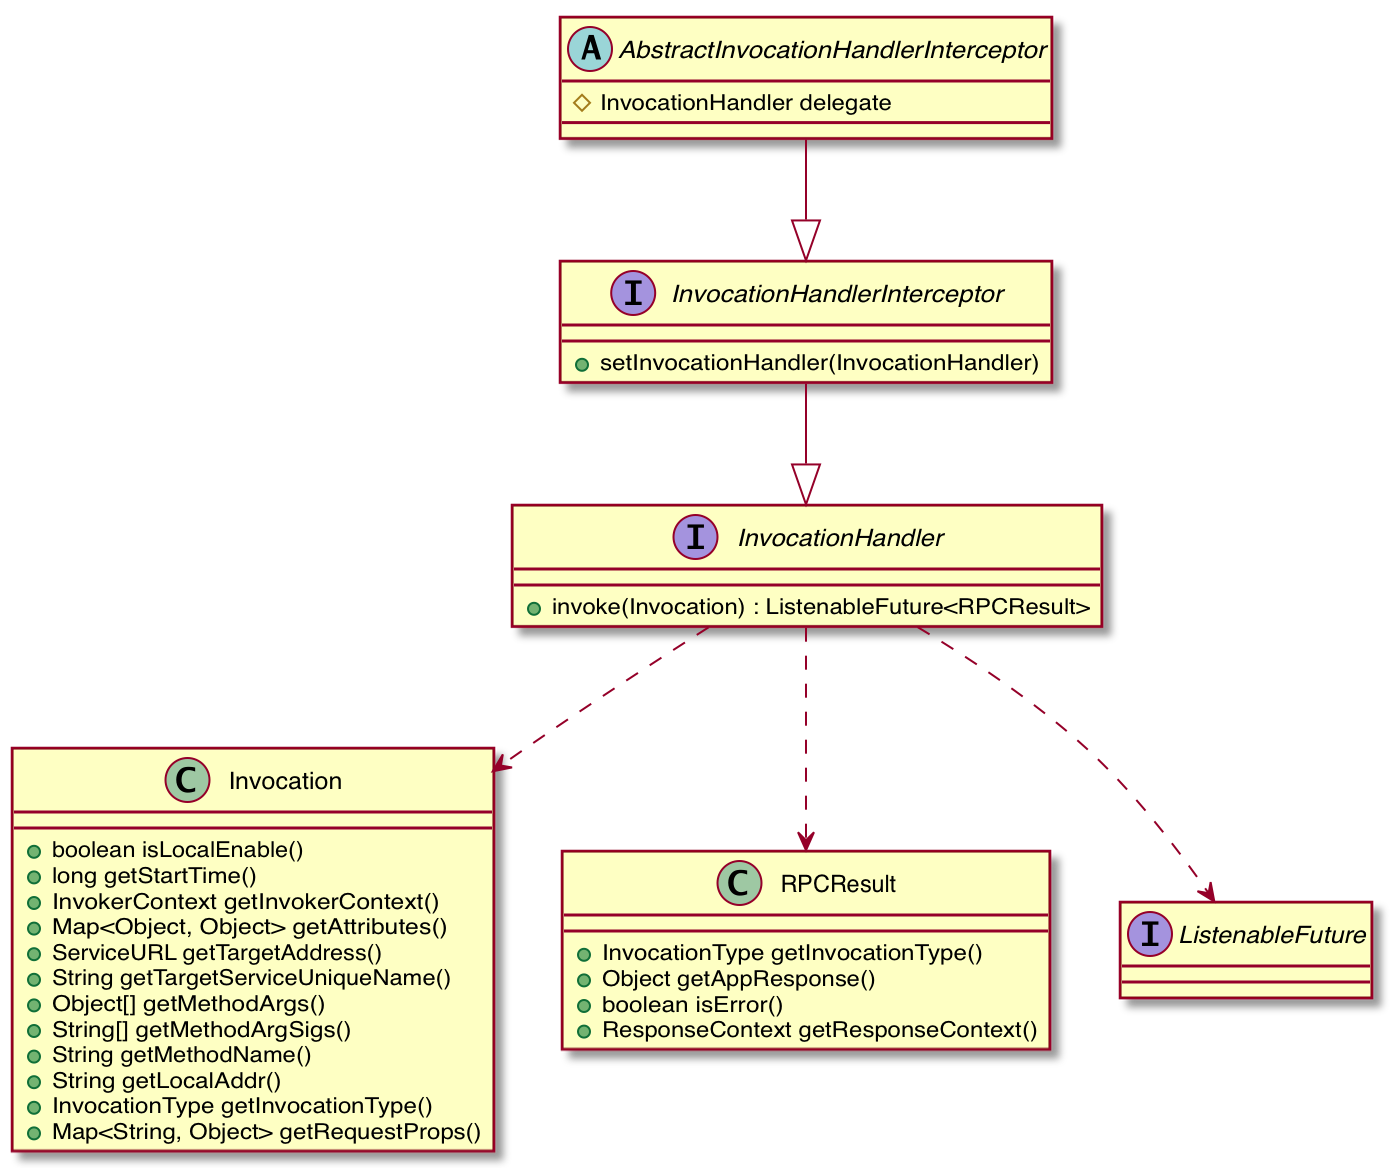 A AbstractInvocationHandlerInterceptor
InvocationHandler delegate
I InvocationHandlerInterceptor
setInvocationHandler(InvocationHandler)
I InvocationHandler
invoke(Invocation) : ListenableFuture<RPCResult>
C Invocation
boolean isLocalEnable()
long getStartTime()
InvokerContext getInvokerContext()
Map<Object, Object> getAttributes()
ServiceURL getTargetAddress()
String getTargetServiceUniqueName()
Object[] getMethodArgs()
String[] getMethodArgSigs()
String getMethodName()
String getLocalAddr()
InvocationType getInvocationType()
Map<String, Object> getRequestProps()
C RPCResult
InvocationType getInvocationType()
Object getAppResponse()
boolean isError()
ResponseContext getResponseContext()
I ListenableFuture